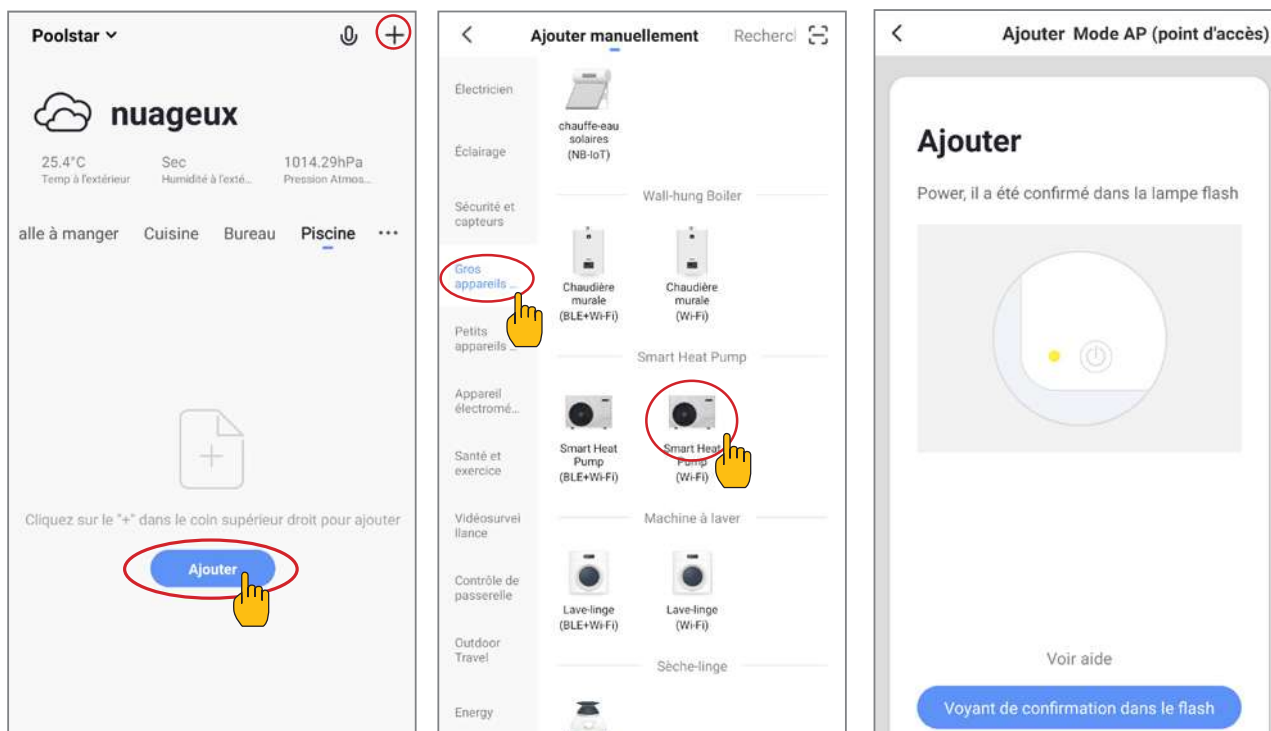 Poolstar
nuageux
25.4°C Sec 1014.29hPa
Temp à l'extérieur Humidité à l'exté... Pression Atmos...
alle à manger Cuisine Bureau Piscine ...
Cliquez sur le "+" dans le coin supérieur droit pour ajouter
Ajouter
Ajouter manuellement Recherc
Électricien
Éclairage
Sécurité et
capteurs
Gros
appareils ...
Petits
appareils ...
Appareil
électromé...
Santé et
exercice
Vidéosurvei
llance
Contrôle de
passerelle
Outdoor
Travel
Energy
chauffe-eau
solaires
(NB-IoT)
Wall-hung Boiler
Chaudière Chaudière
murale murale
(BLE+Wi-Fi) (Wi-Fi)
Smart Heat Pump
Smart Heat Smart Heat
Pump Pump
(BLE+Wi-Fi) (Wi-Fi)
Machine à laver
Lave-linge Lave-linge
(BLE+Wi-Fi) (Wi-Fi)
Sèche-linge
Ajouter Mode AP (point d'accès)
Ajouter
Power, il a été confirmé dans la lampe flash
Voir aide
Voyant de confirmation dans le flash